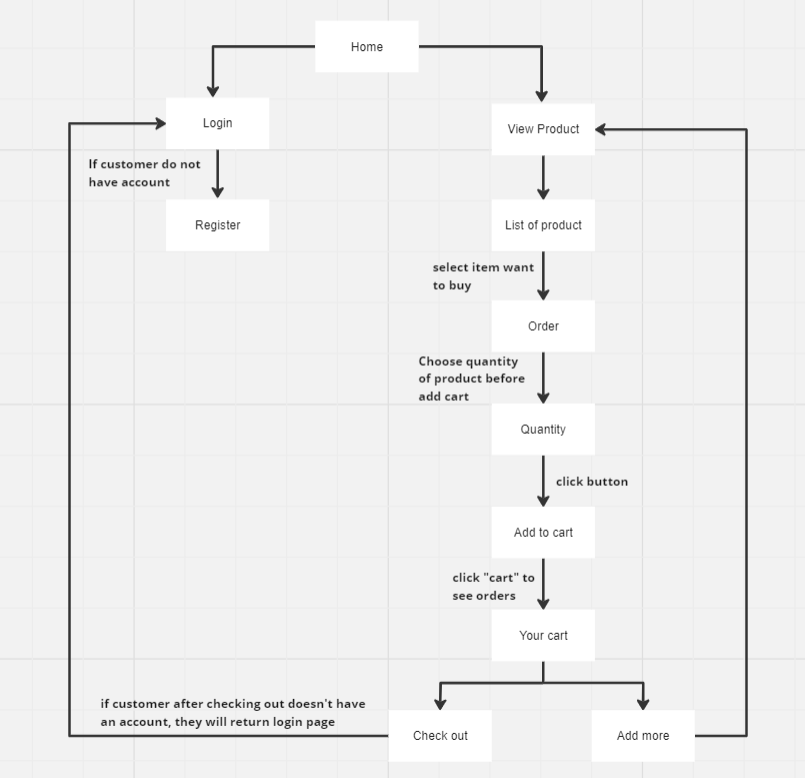 Home
Login
View Product
If customer do not
have account
Register
List of product
select item want
to buy
Order
Choose quantity
of product before
add cart
Quantity
click button
Add to cart
click "cart" to
see orders
Your cart
if customer after checking out doesn't have
an account, they will return login page
Check out
Add more